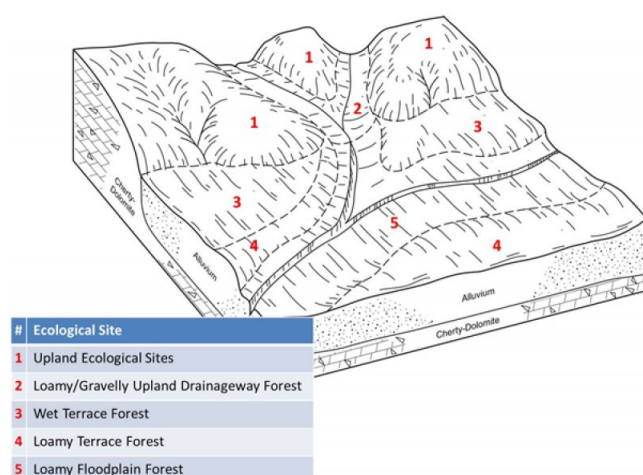 1
1
2
1
3
3
5
4
4
Cherty-
Dolomite
Alluvium
Alluvium
Cherty-Dolomite
# Ecological Site
1 Upland Ecological Sites
2 Loamy/Gravelly Upland Drainageway Forest
3 Wet Terrace Forest
4 Loamy Terrace Forest
5 Loamy Floodplain Forest